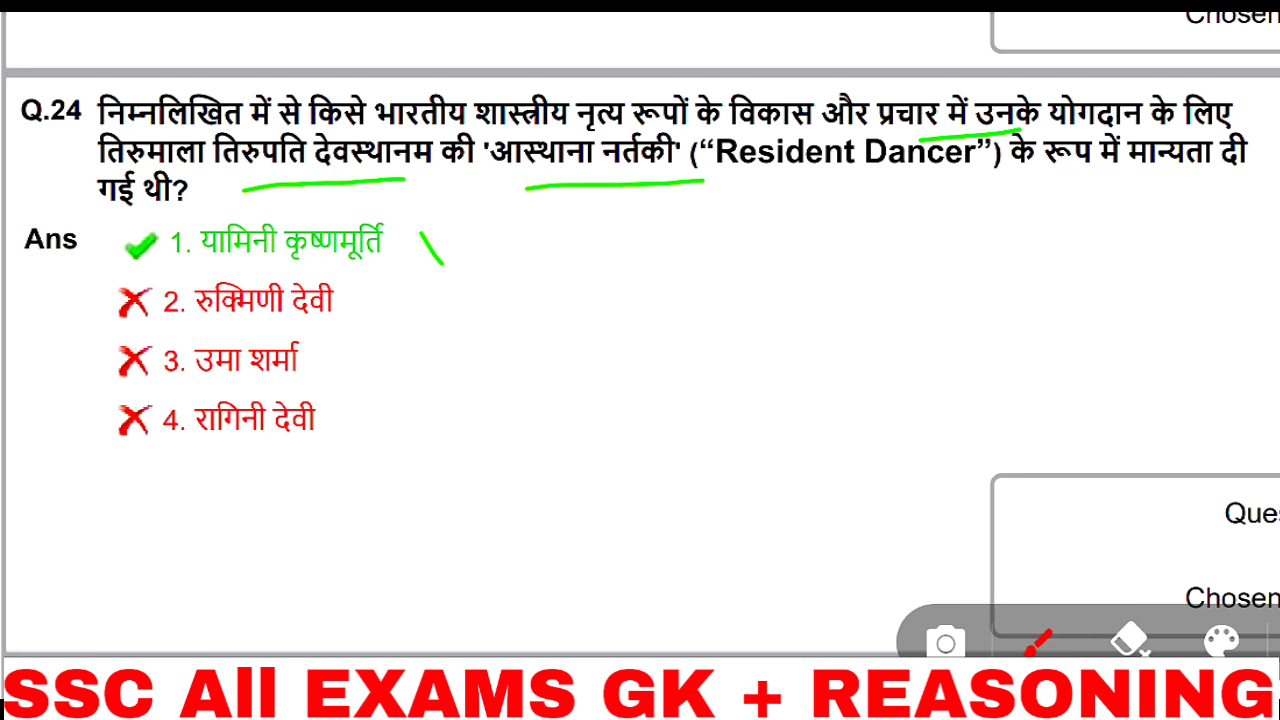 Chosen
Q.24 निम्नलिखित में से किसे भारतीय शास्त्रीय नृत्य रूपों के विकास और प्रचार में उनके योगदान के लिए
तिरुमाला तिरुपति देवस्थानम की 'आस्थाना नर्तकी' (“Resident Dancer”) के रूप में मान्यता दी
गई थी?
Ans 1. यामिनी कृष्णमूर्ति
2. रुक्मिणी देवी
3. उमा शर्मा
4. रागिनी देवी
Ques
Chosen
SSC All EXAMS GK + REASONING